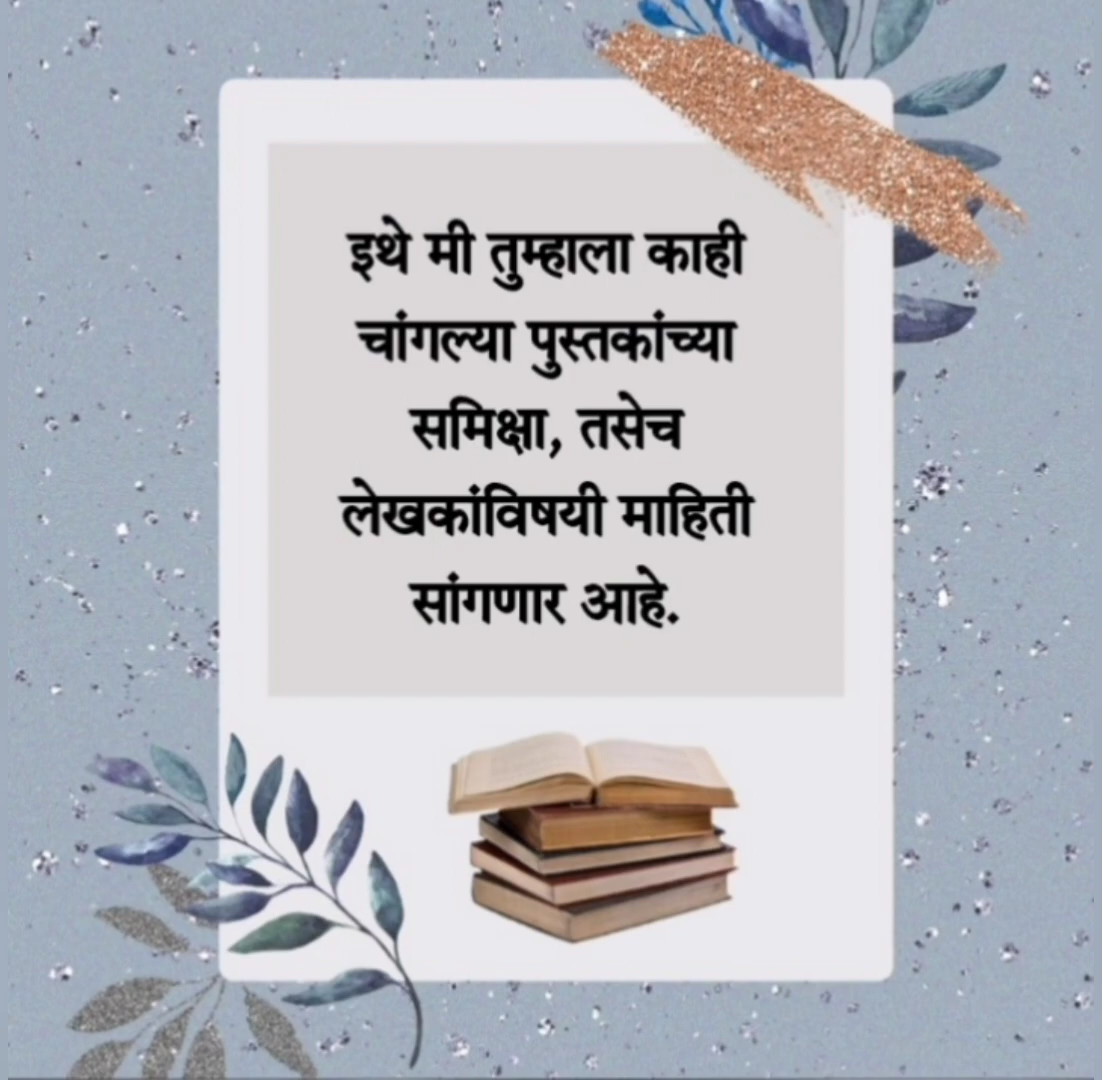 इथे मी तुम्हाला काही
चांगल्या पुस्तकांच्या
समिक्षा, तसेच
लेखकांविषयी माहिती
सांगणार आहे.